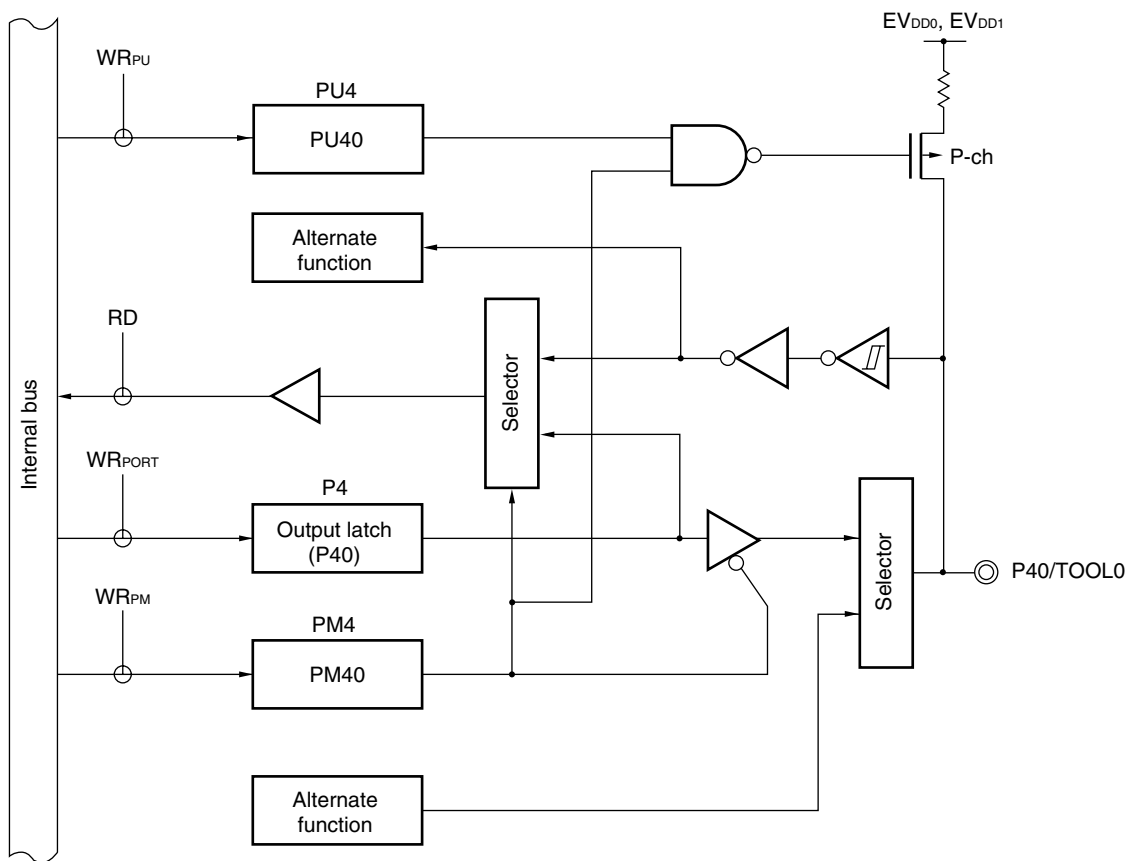 EVDD0, EVDD1
WRPU
PU4
PU40
P-ch
Alternate
function
RD
Selector
Internal bus
WRPORT
P4
Output latch
(P40)
Selector
P40/TOOL0
WRPM
PM4
PM40
Alternate
function